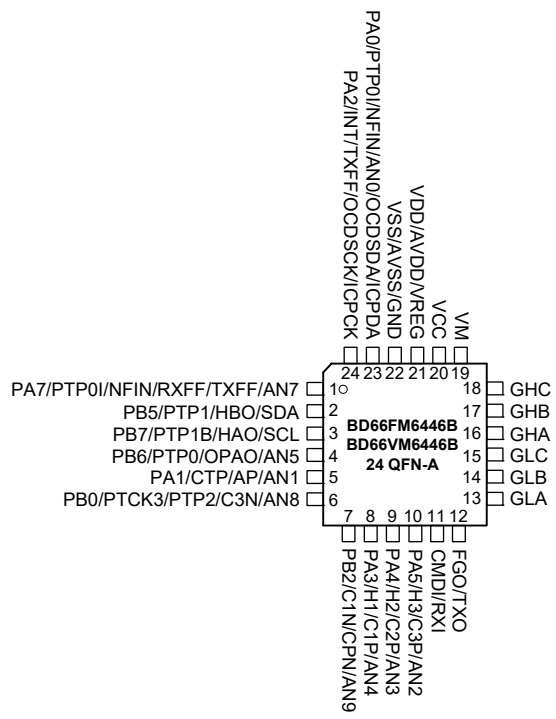 PA0/PTP0I/NFIN/AN0/OCDSDA/ICPDA
PA2/INT/TXFF/OCDSCK/ICPCK
VSS/AVSS/GND
VDD/AVDD/VREG
VCC
VM
24 23 22 21 20 19
PA7/PTP0I/NFIN/RXFF/TXFF/AN7 1
PB5/PTP1/HBO/SDA 2
PB7/PTP1B/HAO/SCL 3
PB6/PTP0/OPAO/AN5 4
PA1/CTP/AP/AN1 5
PB0/PTCK3/PTP2/C3N/AN8 6
BD66FM6446B
BD66VM6446B
24 QFN-A
18 GHC
17 GHB
16 GHA
15 GLC
14 GLB
13 GLA
7 8 9 10 11 12
PB2/C1N/CPN/AN9
PA3/H1/C1P/AN4
PA4/H2/C2P/AN3
PA5/H3/C3P/AN2
CMDI/RXI
FGO/TXO